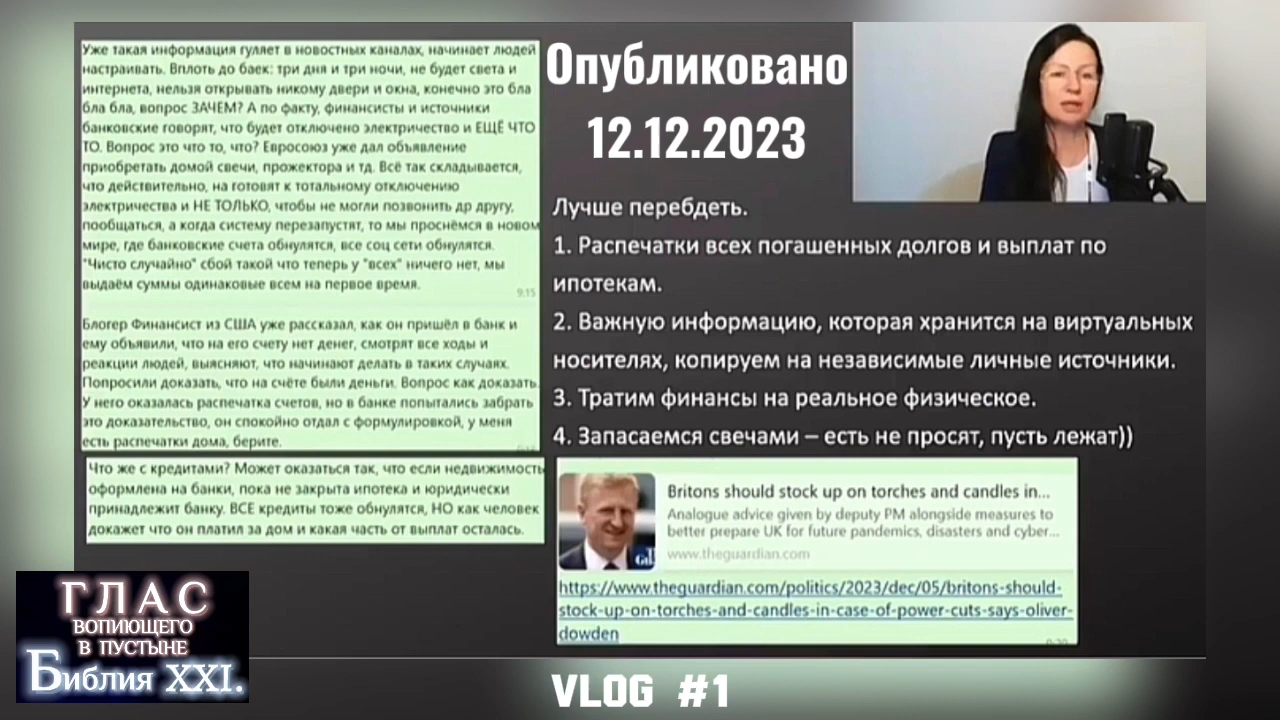 Уже такая информация гуляет в новостных каналах, начинает людей
настраивать. Вплоть до баек: три дня и три ночи, не будет света и
интернета, нельзя открывать никому двери и окна, конечно это бла
бла бла, вопрос ЗАЧЕМ? А по факту, финансисты и источники
банковские говорят, что будет отключено электричество и ЕЩЁ ЧТО
ТО. Вопрос это что то, что? Евросоюз уже дал объявление
приобретать домой свечи, прожектора и тд. Всё так складывается,
что действительно, на готовят к тотальному отключению
электричества и НЕ ТОЛЬКО, чтобы не могли позвонить др другу,
пообщаться, а когда систему перезапустят, то мы проснёмся в новом
мире, где банковские счета обнулятся, все соц сети обнулятся.
"Чисто случайно" сбой такой что теперь у "всех" ничего нет, мы
выдаём суммы одинаковые всем на первое время.
9:15
Блогер Финансист из США уже рассказал, как он пришёл в банк и
ему объявили, что на его счету нет денег, смотрят все ходы и
реакции людей, выясняют, что начинают делать в таких случаях.
Попросили доказать, что на счёте были деньги. Вопрос как доказать.
У него оказалась распечатка счетов, но в банке попытались забрать
это доказательство, он спокойно отдал с формулировкой, у меня
есть распечатки дома, берите.
Что же с кредитами? Может оказаться так, что если недвижимость
оформлена на банки, пока не закрыта ипотека и юридически
принадлежит банку. ВСЕ кредиты тоже обнулятся, НО как человек
докажет что он платил за дом и какая часть от выплат осталась.
Опубликовано
12.12.2023
Лучше перебдеть.
1. Распечатки всех погашенных долгов и выплат по
ипотекам.
2. Важную информацию, которая хранится на виртуальных
носителях, копируем на независимые личные источники.
3. Тратим финансы на реальное физическое.
4. Запасаемся свечами – есть не просят, пусть лежат))
Britons should stock up on torches and candles in...
Analogue advice given by deputy PM alongside measures to
better prepare UK for future pandemics, disasters and cyber...
www.theguardian.com
https://www.theguardian.com/politics/2023/dec/05/britons-should-
stock-up-on-torches-and-candles-in-case-of-power-cuts-says-oliver-
dowden
ГЛАС
ВОПИЮЩЕГО
В ПУСТЫНЕ
Библия XXI.
VLOG #1